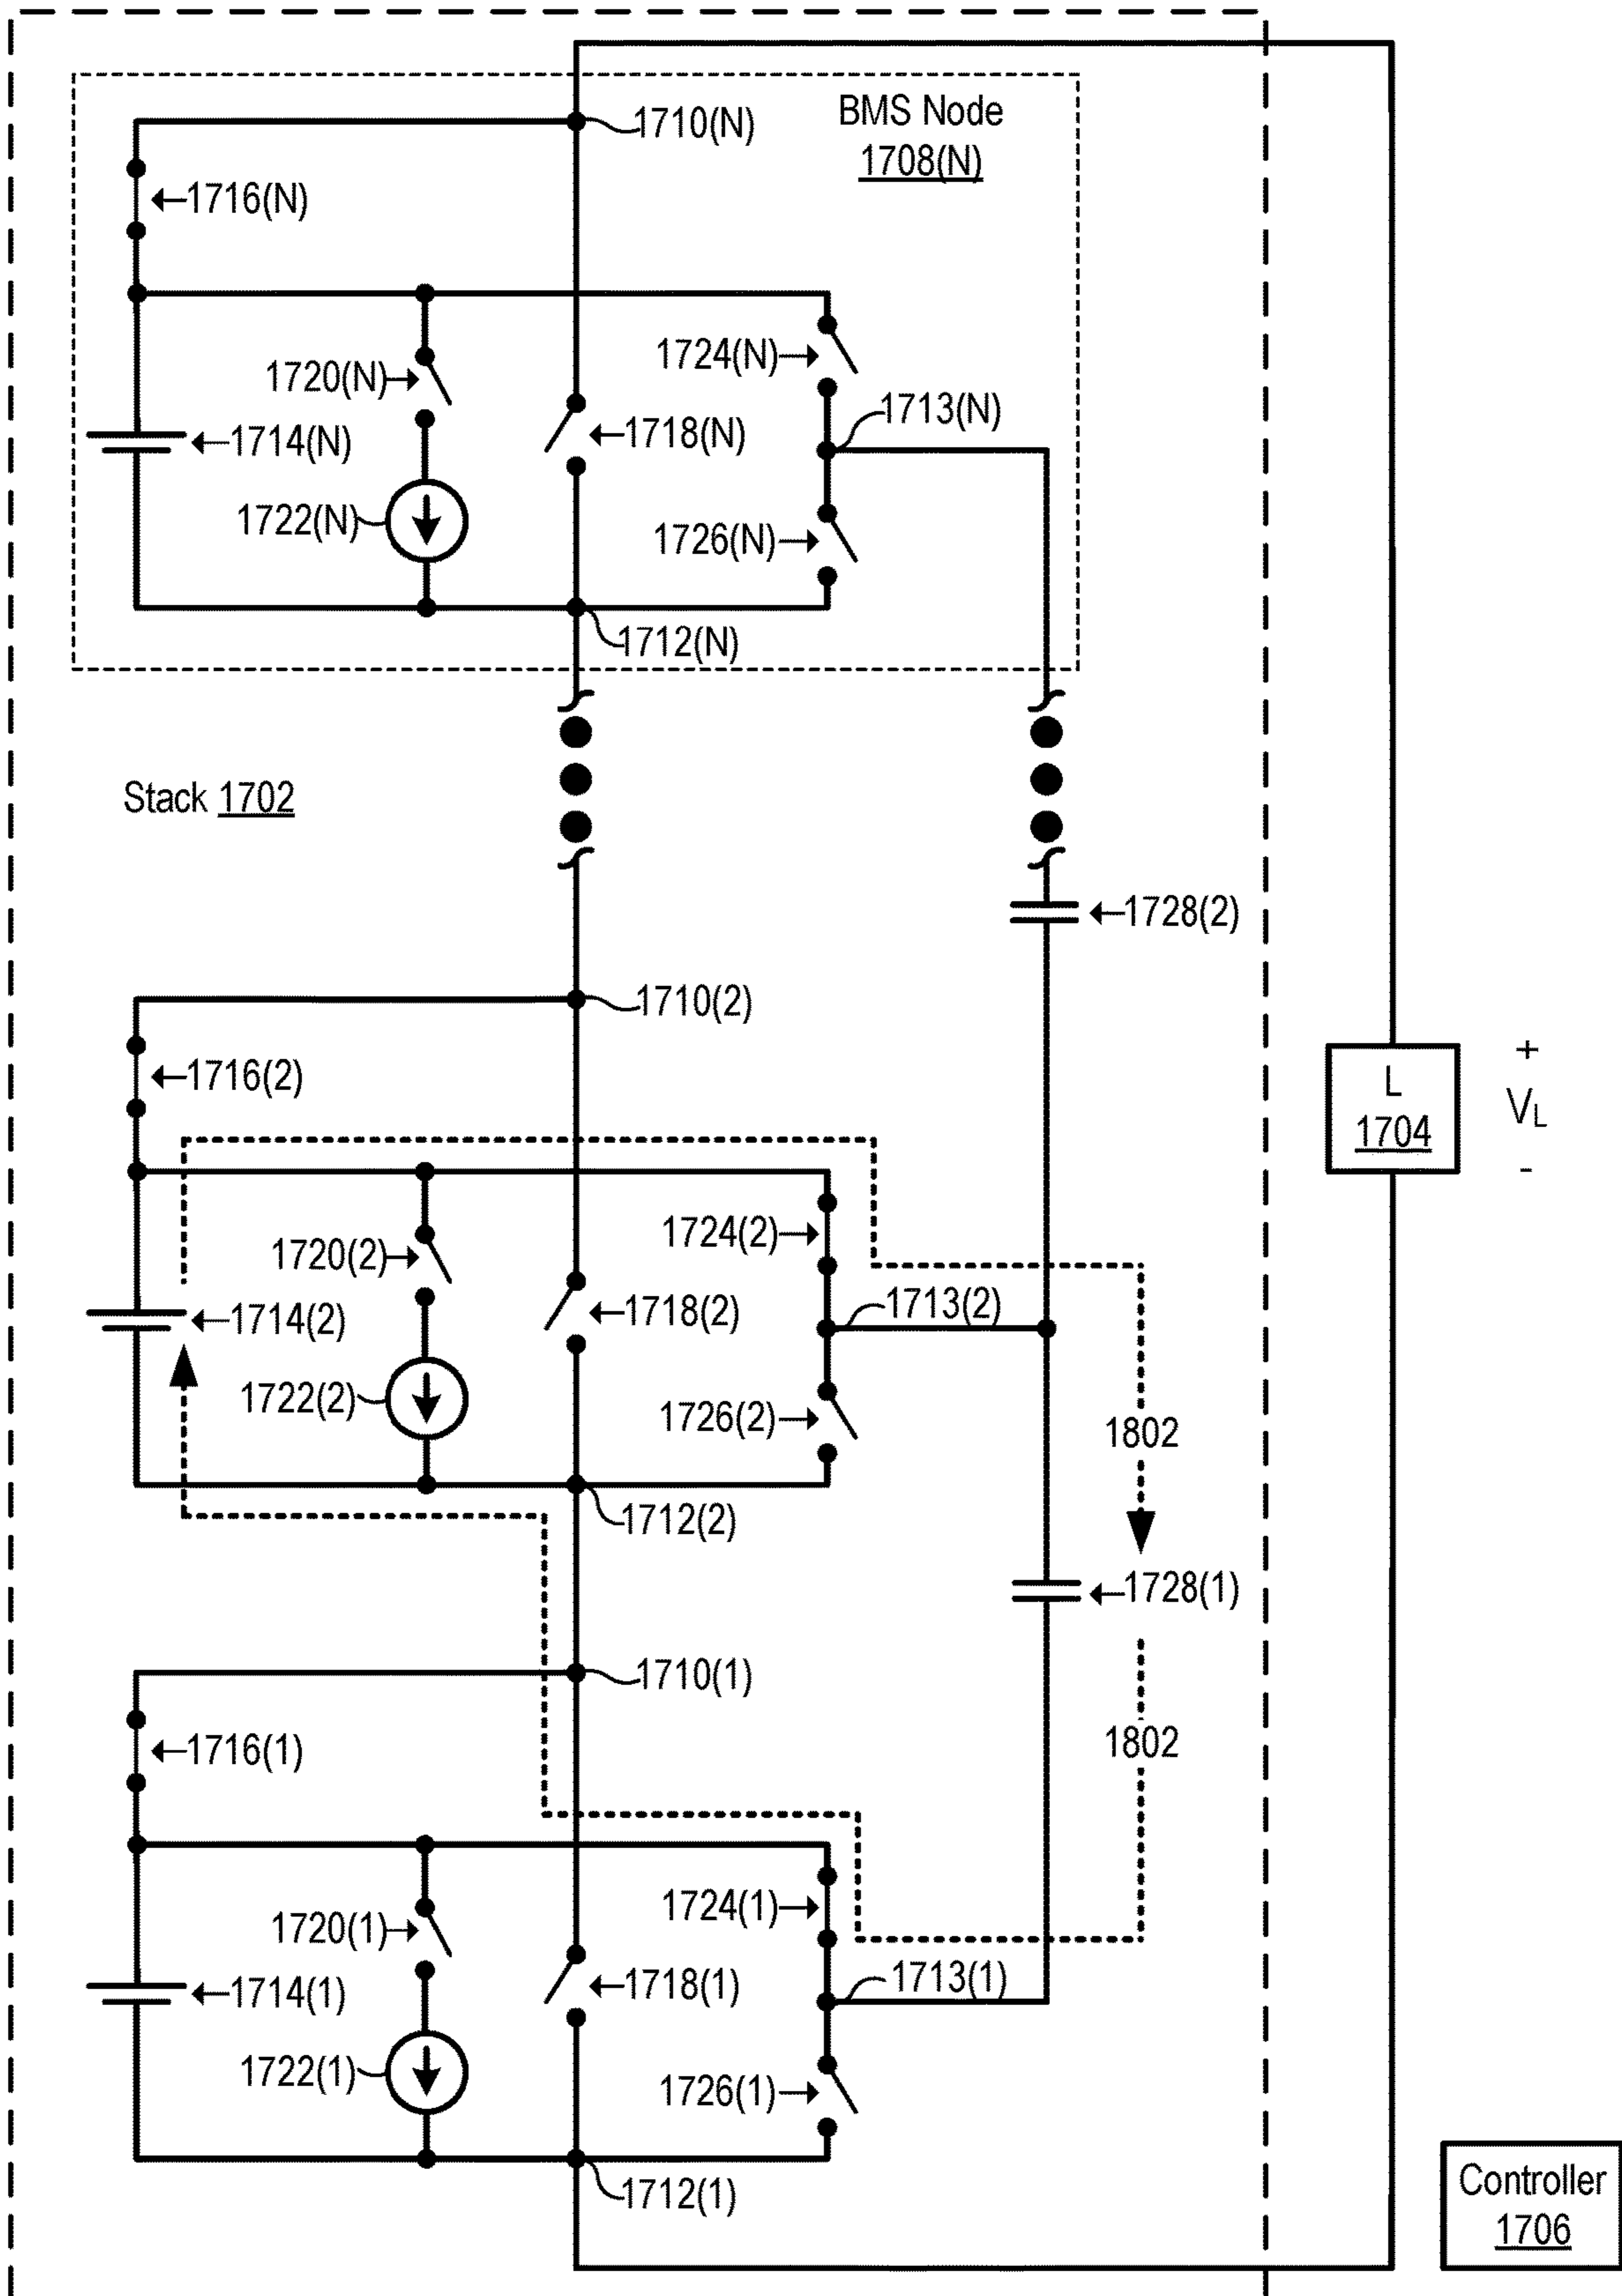 1710(N)
BMS Node
1708(N)
1716(N)
1724(N)
1720(N)
1713(N)
1714(N)
1718(N)
1722(N)
1726(N)
1712(N)
Stack 1702
1728(2)
1710(2)
1716(2)
L
1704
+
VL
-
1724(2)
1720(2)
1713(2)
1714(2)
1718(2)
1722(2)
1726(2)
1802
1712(2)
1728(1)
1710(1)
1716(1)
1802
1724(1)
1720(1)
1713(1)
1714(1)
1718(1)
1722(1)
1726(1)
1712(1)
Controller
1706